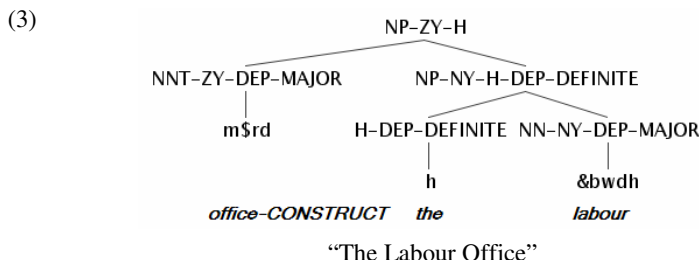 (3)
NP-ZY-H
NNT-ZY-DEP-MAJOR NP-NY-H-DEP-DEFINITE
m$rd H-DEP-DEFINITE NN-NY-DEP-MAJOR
h &bwdh
office-CONSTRUCT the labour
“The Labour Office”